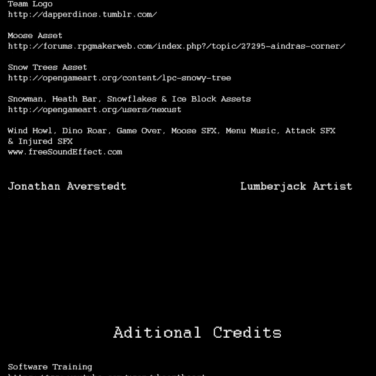 Team Logo
http://dapperdinos.tumblr.com/
Moose Asset
http://forums.rpgmakerweb.com/index.php?/topic/27295-aindras-corner/
Snow Trees Asset
http://opengameart.org/content/lpc-snowy-tree
Snowman, Heath Bar, Snowflakes & Ice Block Assets
http://opengameart.org/users/nexust
Wind Howl, Dino Roar, Game Over, Moose SFX, Menu Music, Attack SFX
& Injured SFX
www.freeSoundEffect.com
Jonathan Averstedt Lumberjack Artist
Aditional Credits
Software Training